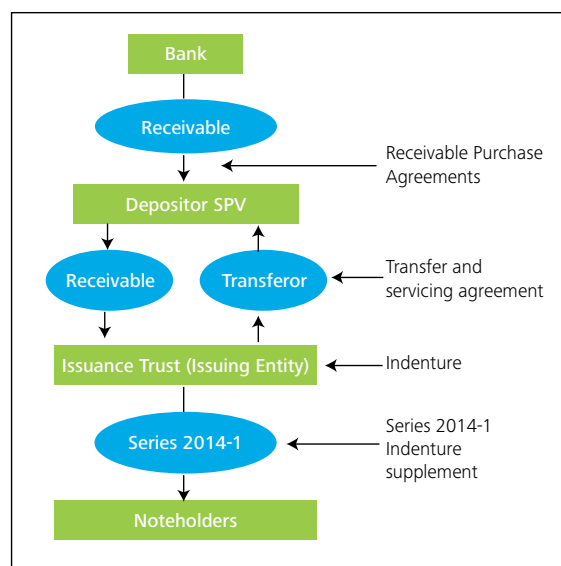 Bank
Receivable
Receivable Purchase
Agreements
Depositor SPV
Receivable
Transferor
Transfer and
servicing agreement
Issuance Trust (Issuing Entity)
Indenture
Series 2014-1
Series 2014-1
Indenture
supplement
Noteholders